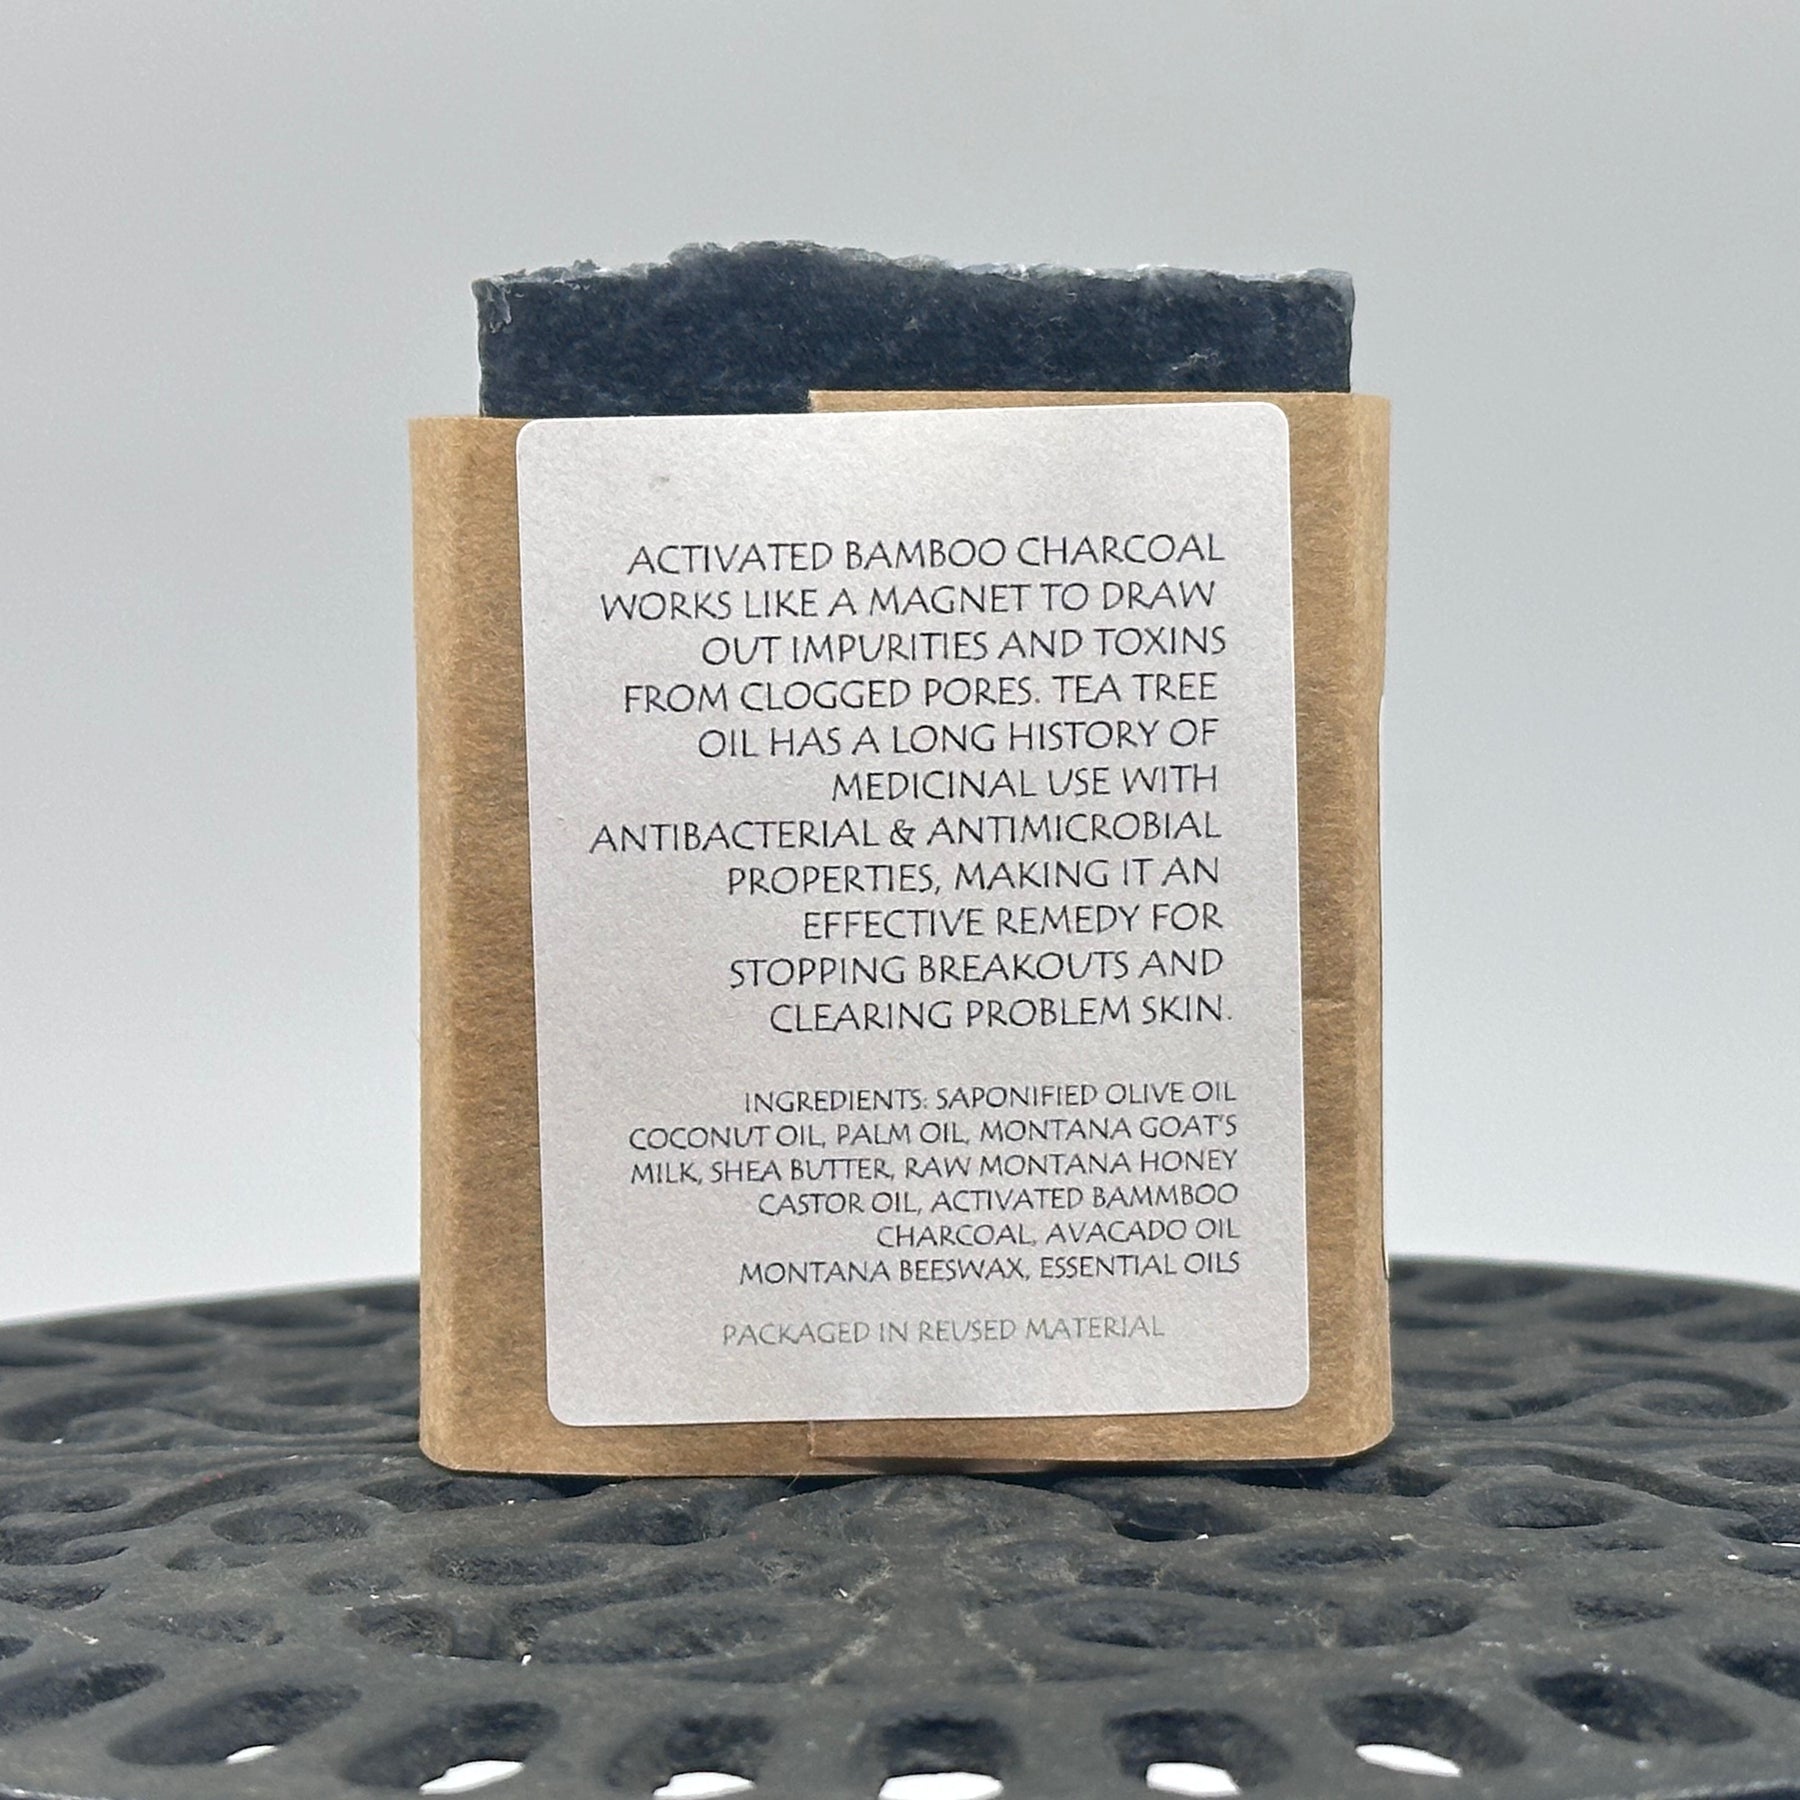 ACTIVATED BAMBOO CHARCOAL
WORKS LIKE A MAGNET TO DRAW
OUT IMPURITIES AND TOXINS
FROM CLOGGED PORES. TEA TREE
OIL HAS A LONG HISTORY OF
MEDICINAL USE WITH
ANTIBACTERIAL & ANTIMICROBIAL
PROPERTIES, MAKING IT AN
EFFECTIVE REMEDY FOR
STOPPING BREAKOUTS AND
CLEARING PROBLEM SKIN.
INGREDIENTS: SAPONIFIED OLIVE OIL
COCONUT OIL, PALM OIL, MONTANA GOAT'S
MILK, SHEA BUTTER, RAW MONTANA HONEY
CASTOR OIL, ACTIVATED BAMMBOO
CHARCOAL, AVACADO OIL
MONTANA BEESWAX, ESSENTIAL OILS
PACKAGED IN REUSED MATERIAL